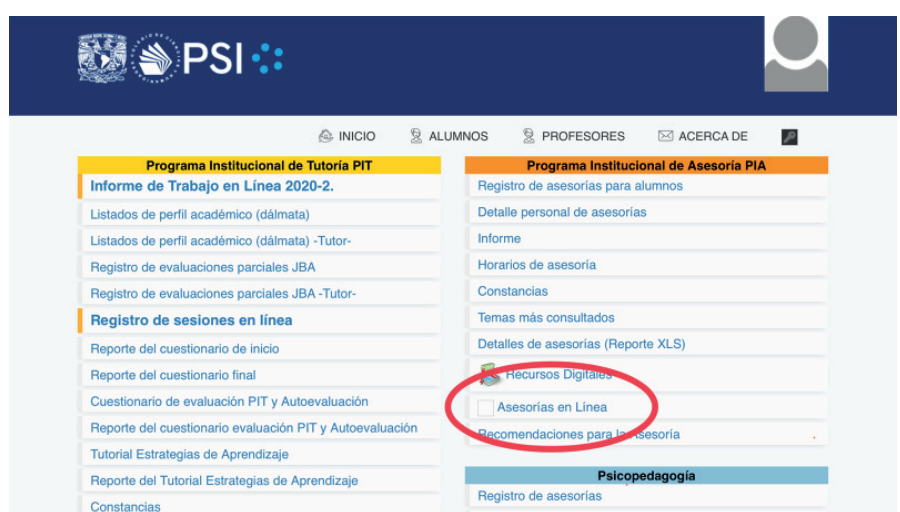 PSI
INICIO
ALUMNOS
PROFESORES
ACERCA DE
Programa Institucional de Tutoría PIT
Informe de Trabajo en Línea 2020-2.
Listados de perfil académico (dálmata)
Listados de perfil académico (dálmata) -Tutor-
Registro de evaluaciones parciales JBA
Registro de evaluaciones parciales JBA -Tutor-
Registro de sesiones en línea
Reporte del cuestionario de inicio
Reporte del cuestionario final
Cuestionario de evaluación PIT y Autoevaluación
Reporte del cuestionario evaluación PIT y Autoevaluación
Tutorial Estrategias de Aprendizaje
Reporte del Tutorial Estrategias de Aprendizaje
Constancias
Programa Institucional de Asesoría PIA
Registro de asesorías para alumnos
Detalle personal de asesorías
Informe
Horarios de asesoría
Constancias
Temas más consultados
Detalles de asesorías (Reporte XLS)
Recursos Digitales
Asesorías en Línea
Recomendaciones para la Asesoría
Psicopedagogía
Registro de asesorías